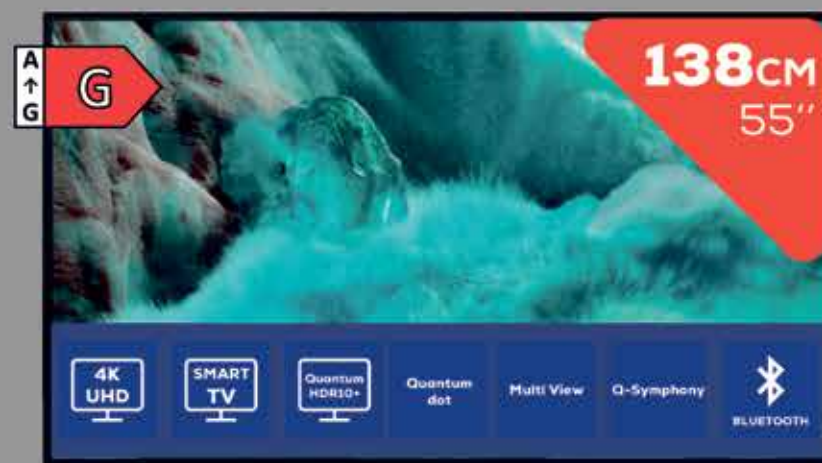 A
↑
G
G
138CM
55’’
4K
UHD
SMART
TV
Quantum
HDR10+
Quantum
dot
Multi View
Q-Symphony
BLUETOOTH